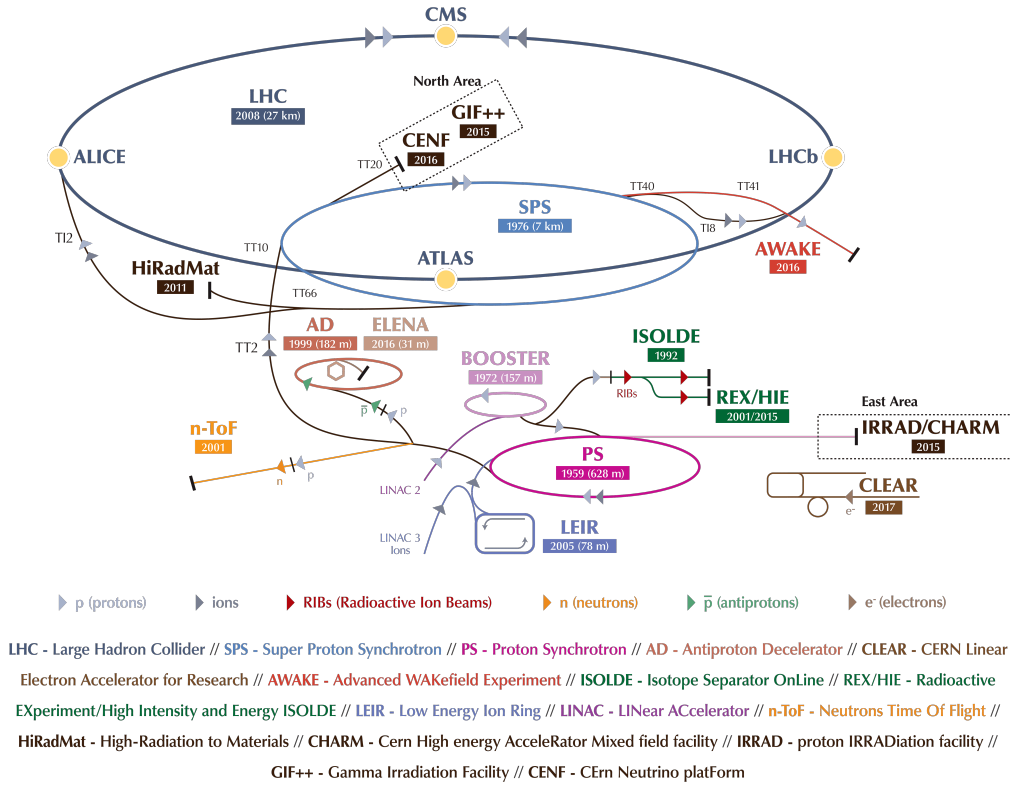 CMS
North Area
LHC
2008 (27 km)
GIF++
2015
CENF
2016
ALICE
LHCb
TT20
TT40
TT41
SPS
1976 (7 km)
TI8
TI2
TT10
AWAKE
2016
ATLAS
HiRadMat
2011
TT66
AD
1999 (182 m)
ELENA
2016 (31 m)
TT2
ISOLDE
1992
BOOSTER
1972 (157 m)
RIBs
REX/HIE
2001/2015
p̅
p
East Area
n-ToF
2001
IRRAD/CHARM
2015
PS
1959 (628 m)
n
p
LINAC 2
CLEAR
2017
e-
LINAC 3
Ions
LEIR
2005 (78 m)
p (protons)
ions
RIBs (Radioactive Ion Beams)
n (neutrons)
p̅ (antiprotons)
e- (electrons)
LHC - Large Hadron Collider // SPS - Super Proton Synchrotron // PS - Proton Synchrotron // AD - Antiproton Decelerator // CLEAR - CERN Linear
Electron Accelerator for Research // AWAKE - Advanced WAKefield Experiment // ISOLDE - Isotope Separator OnLine // REX/HIE - Radioactive
EXperiment/High Intensity and Energy ISOLDE // LEIR - Low Energy Ion Ring // LINAC - LINear ACcelerator // n-ToF - Neutrons Time Of Flight //
HiRadMat - High-Radiation to Materials // CHARM - Cern High energy AcceleRator Mixed field facility // IRRAD - proton IRRADiation facility //
GIF++ - Gamma Irradiation Facility // CENF - CErn Neutrino platForm